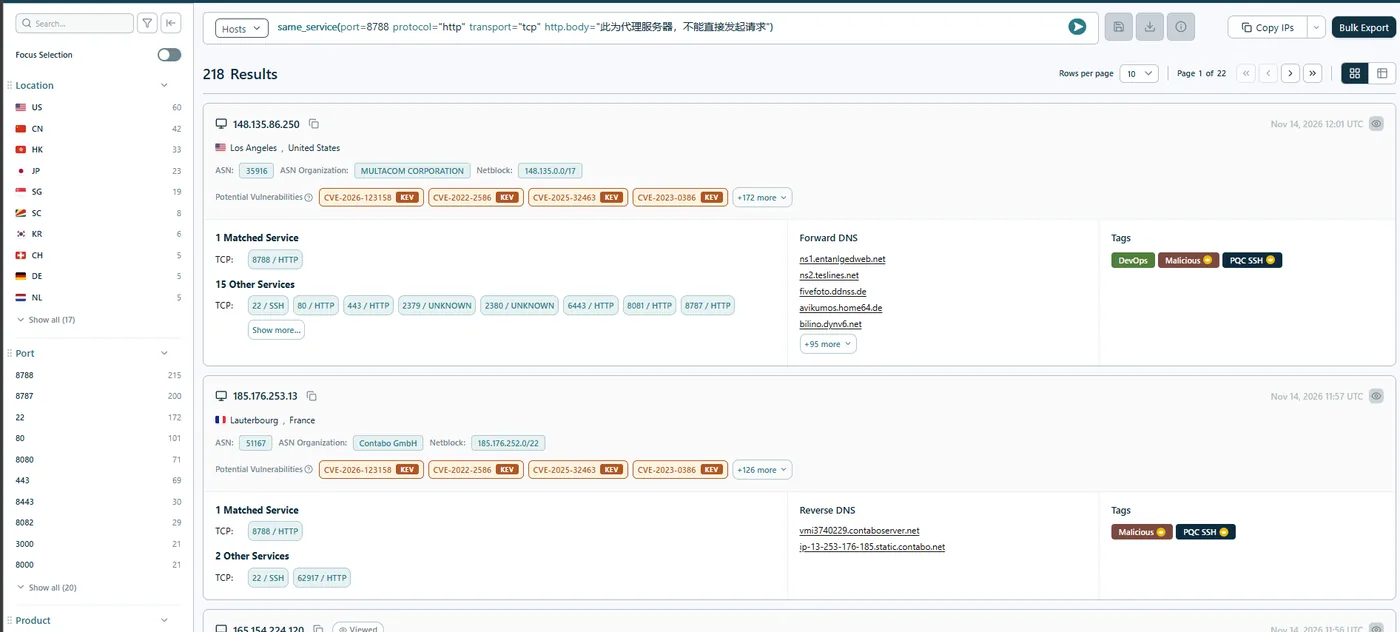 Search...
Focus Selection
Location
US 60
CN 42
HK 33
JP 23
SG 19
SC 8
KR 6
CH 5
DE 5
NL 5
Show all (17)
Port
8788 215
8787 200
22 172
80 101
8080 71
443 69
8443 30
8082 29
3000 21
8000 21
Show all (20)
Product
Hosts same_service(port=8788 protocol="http" transport="tcp" http.body="此为代理服务器，不能直接发起请求") Copy IPs Bulk Export
218 Results Rows per page 10 Page 1 of 22
148.135.86.250 Nov 14, 2026 12:01 UTC
Los Angeles , United States
ASN: 35916 ASN Organization: MULTACOM CORPORATION Netblock: 148.135.0.0/17
Potential Vulnerabilities CVE-2026-123158 KEV CVE-2022-2586 KEV CVE-2025-32463 KEV CVE-2023-0386 KEV +172 more
1 Matched Service
TCP: 8788 / HTTP
15 Other Services
TCP: 22 / SSH 80 / HTTP 443 / HTTP 2379 / UNKNOWN 2380 / UNKNOWN 6443 / HTTP 8081 / HTTP 8787 / HTTP
Show more...
Forward DNS
ns1.entanlgedweb.net
ns2.teslines.net
fivefoto.ddnss.de
avikumos.home64.de
bilino.dynv6.net
+95 more
Tags
DevOps Malicious PQC SSH
185.176.253.13 Nov 14, 2026 11:57 UTC
Lauterbourg , France
ASN: 51167 ASN Organization: Contabo GmbH Netblock: 185.176.252.0/22
Potential Vulnerabilities CVE-2026-123158 KEV CVE-2022-2586 KEV CVE-2025-32463 KEV CVE-2023-0386 KEV +126 more
1 Matched Service
TCP: 8788 / HTTP
2 Other Services
TCP: 22 / SSH 62917 / HTTP
Reverse DNS
vmi3740229.contaboserver.net
ip-13-253-176-185.static.contabo.net
Tags
Malicious PQC SSH
165.154.224.120 Viewed Nov 14, 2026 11:56 UTC